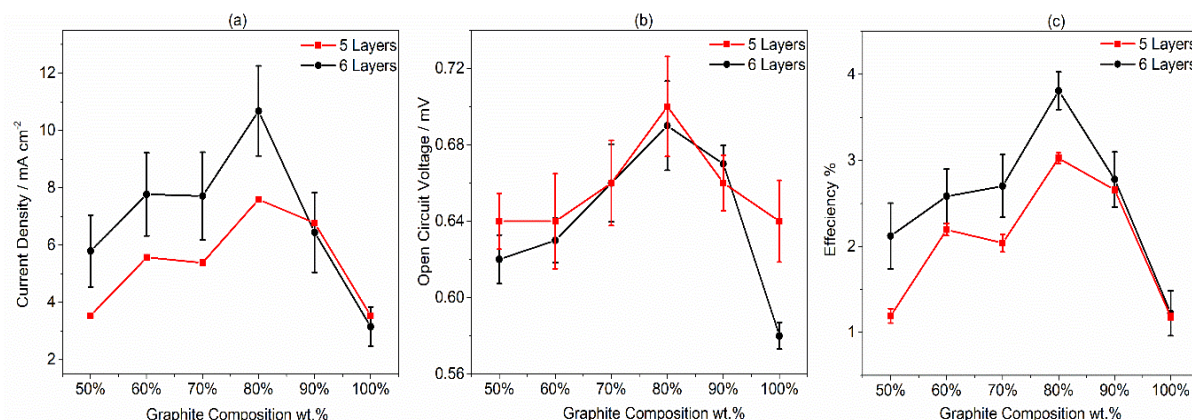 (a)
5 Layers
6 Layers
Current Density / mA cm⁻²
12
10
8
6
4
2
50% 60% 70% 80% 90% 100%
Graphite Composition wt.%
(b)
5 Layers
6 Layers
Open Circuit Voltage / mV
0.72
0.68
0.64
0.60
0.56
50% 60% 70% 80% 90% 100%
Graphite Composition wt.%
(c)
5 Layers
6 Layers
Effeciency %
4
3
2
1
50% 60% 70% 80% 90% 100%
Graphite Composition wt.%